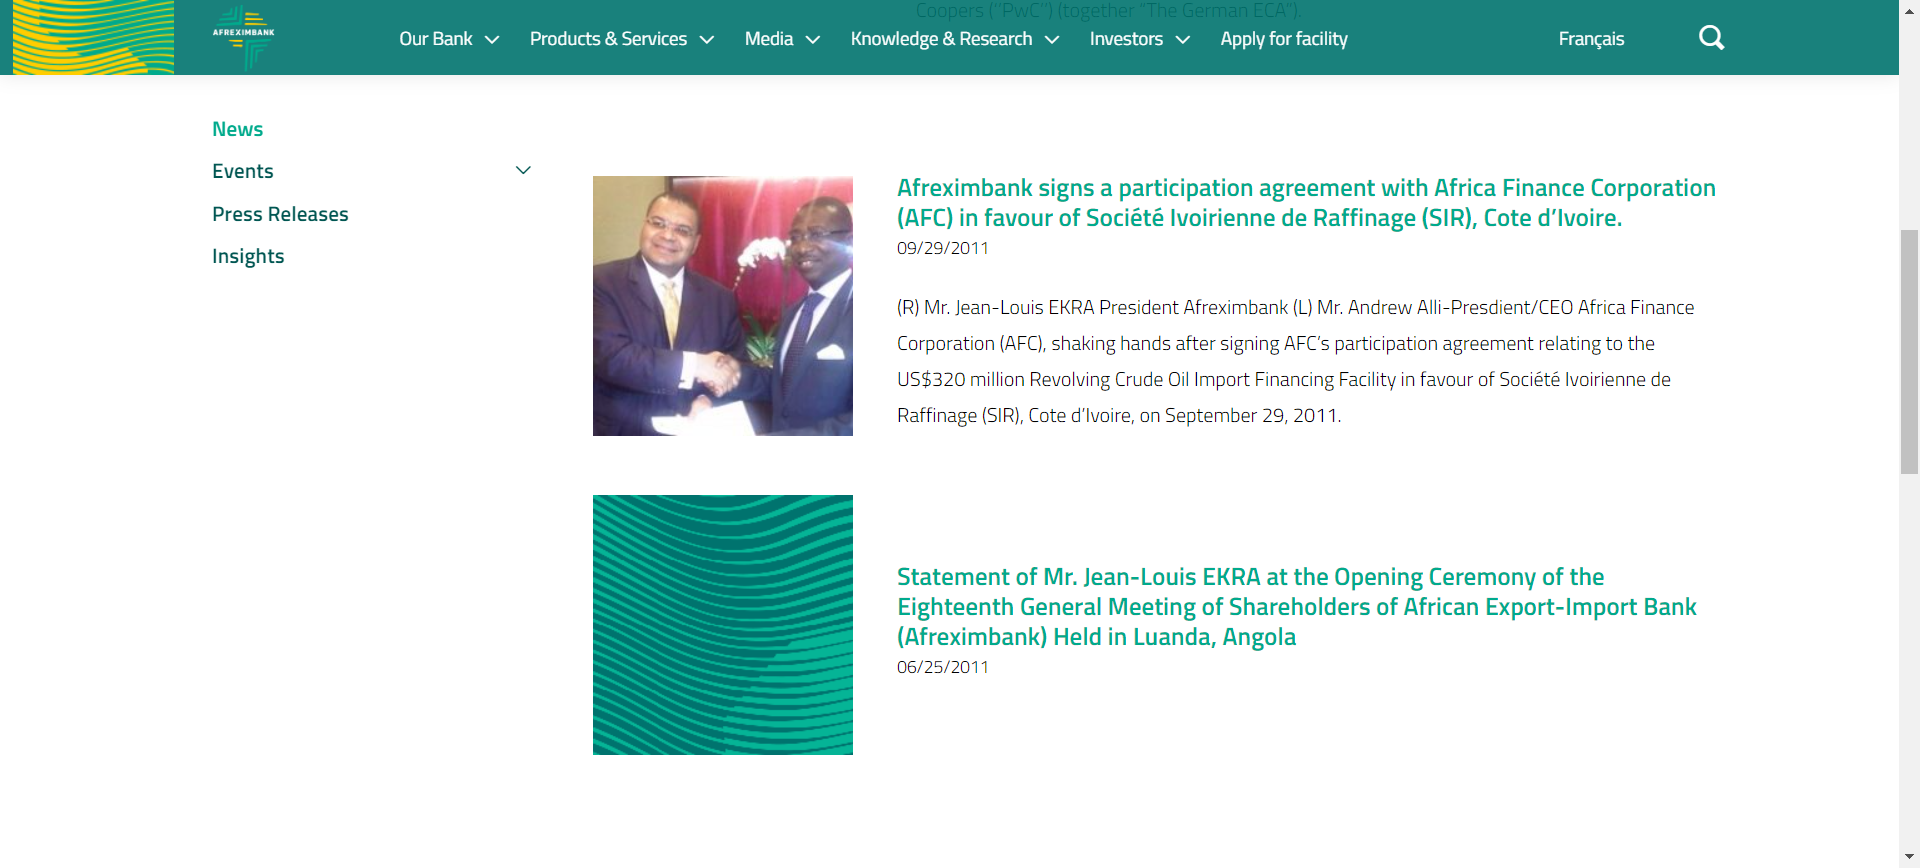 Coopers (“PwC”) (together “The German ECA”).
AFREXIMBANK
Our Bank Products & Services Media Knowledge & Research Investors Apply for facility Français
News
Events
Press Releases
Insights
Afreximbank signs a participation agreement with Africa Finance Corporation
(AFC) in favour of Société Ivoirienne de Raffinage (SIR), Cote d’Ivoire.
09/29/2011
(R) Mr. Jean-Louis EKRA President Afreximbank (L) Mr. Andrew Alli-Presdient/CEO Africa Finance
Corporation (AFC), shaking hands after signing AFC’s participation agreement relating to the
US$320 million Revolving Crude Oil Import Financing Facility in favour of Société Ivoirienne de
Raffinage (SIR), Cote d’Ivoire, on September 29, 2011.
Statement of Mr. Jean-Louis EKRA at the Opening Ceremony of the
Eighteenth General Meeting of Shareholders of African Export-Import Bank
(Afreximbank) Held in Luanda, Angola
06/25/2011